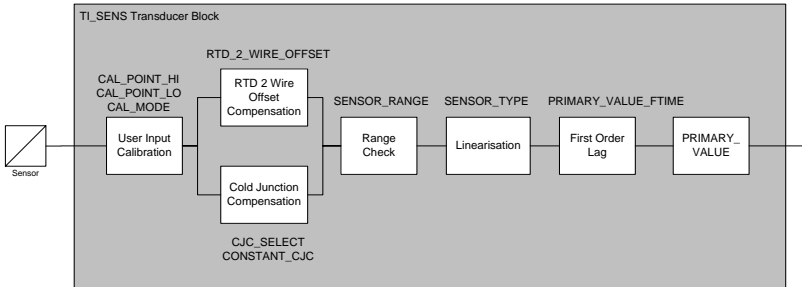 TI_SENS Transducer Block
RTD_2_WIRE_OFFSET
CAL_POINT_HI
CAL_POINT_LO
CAL_MODE
RTD 2 Wire
Offset
Compensation
SENSOR_RANGE
SENSOR_TYPE
PRIMARY_VALUE_FTIME
Sensor
User Input
Calibration
Range
Check
Linearisation
First Order
Lag
PRIMARY_
VALUE
Cold Junction
Compensation
CJC_SELECT
CONSTANT_CJC